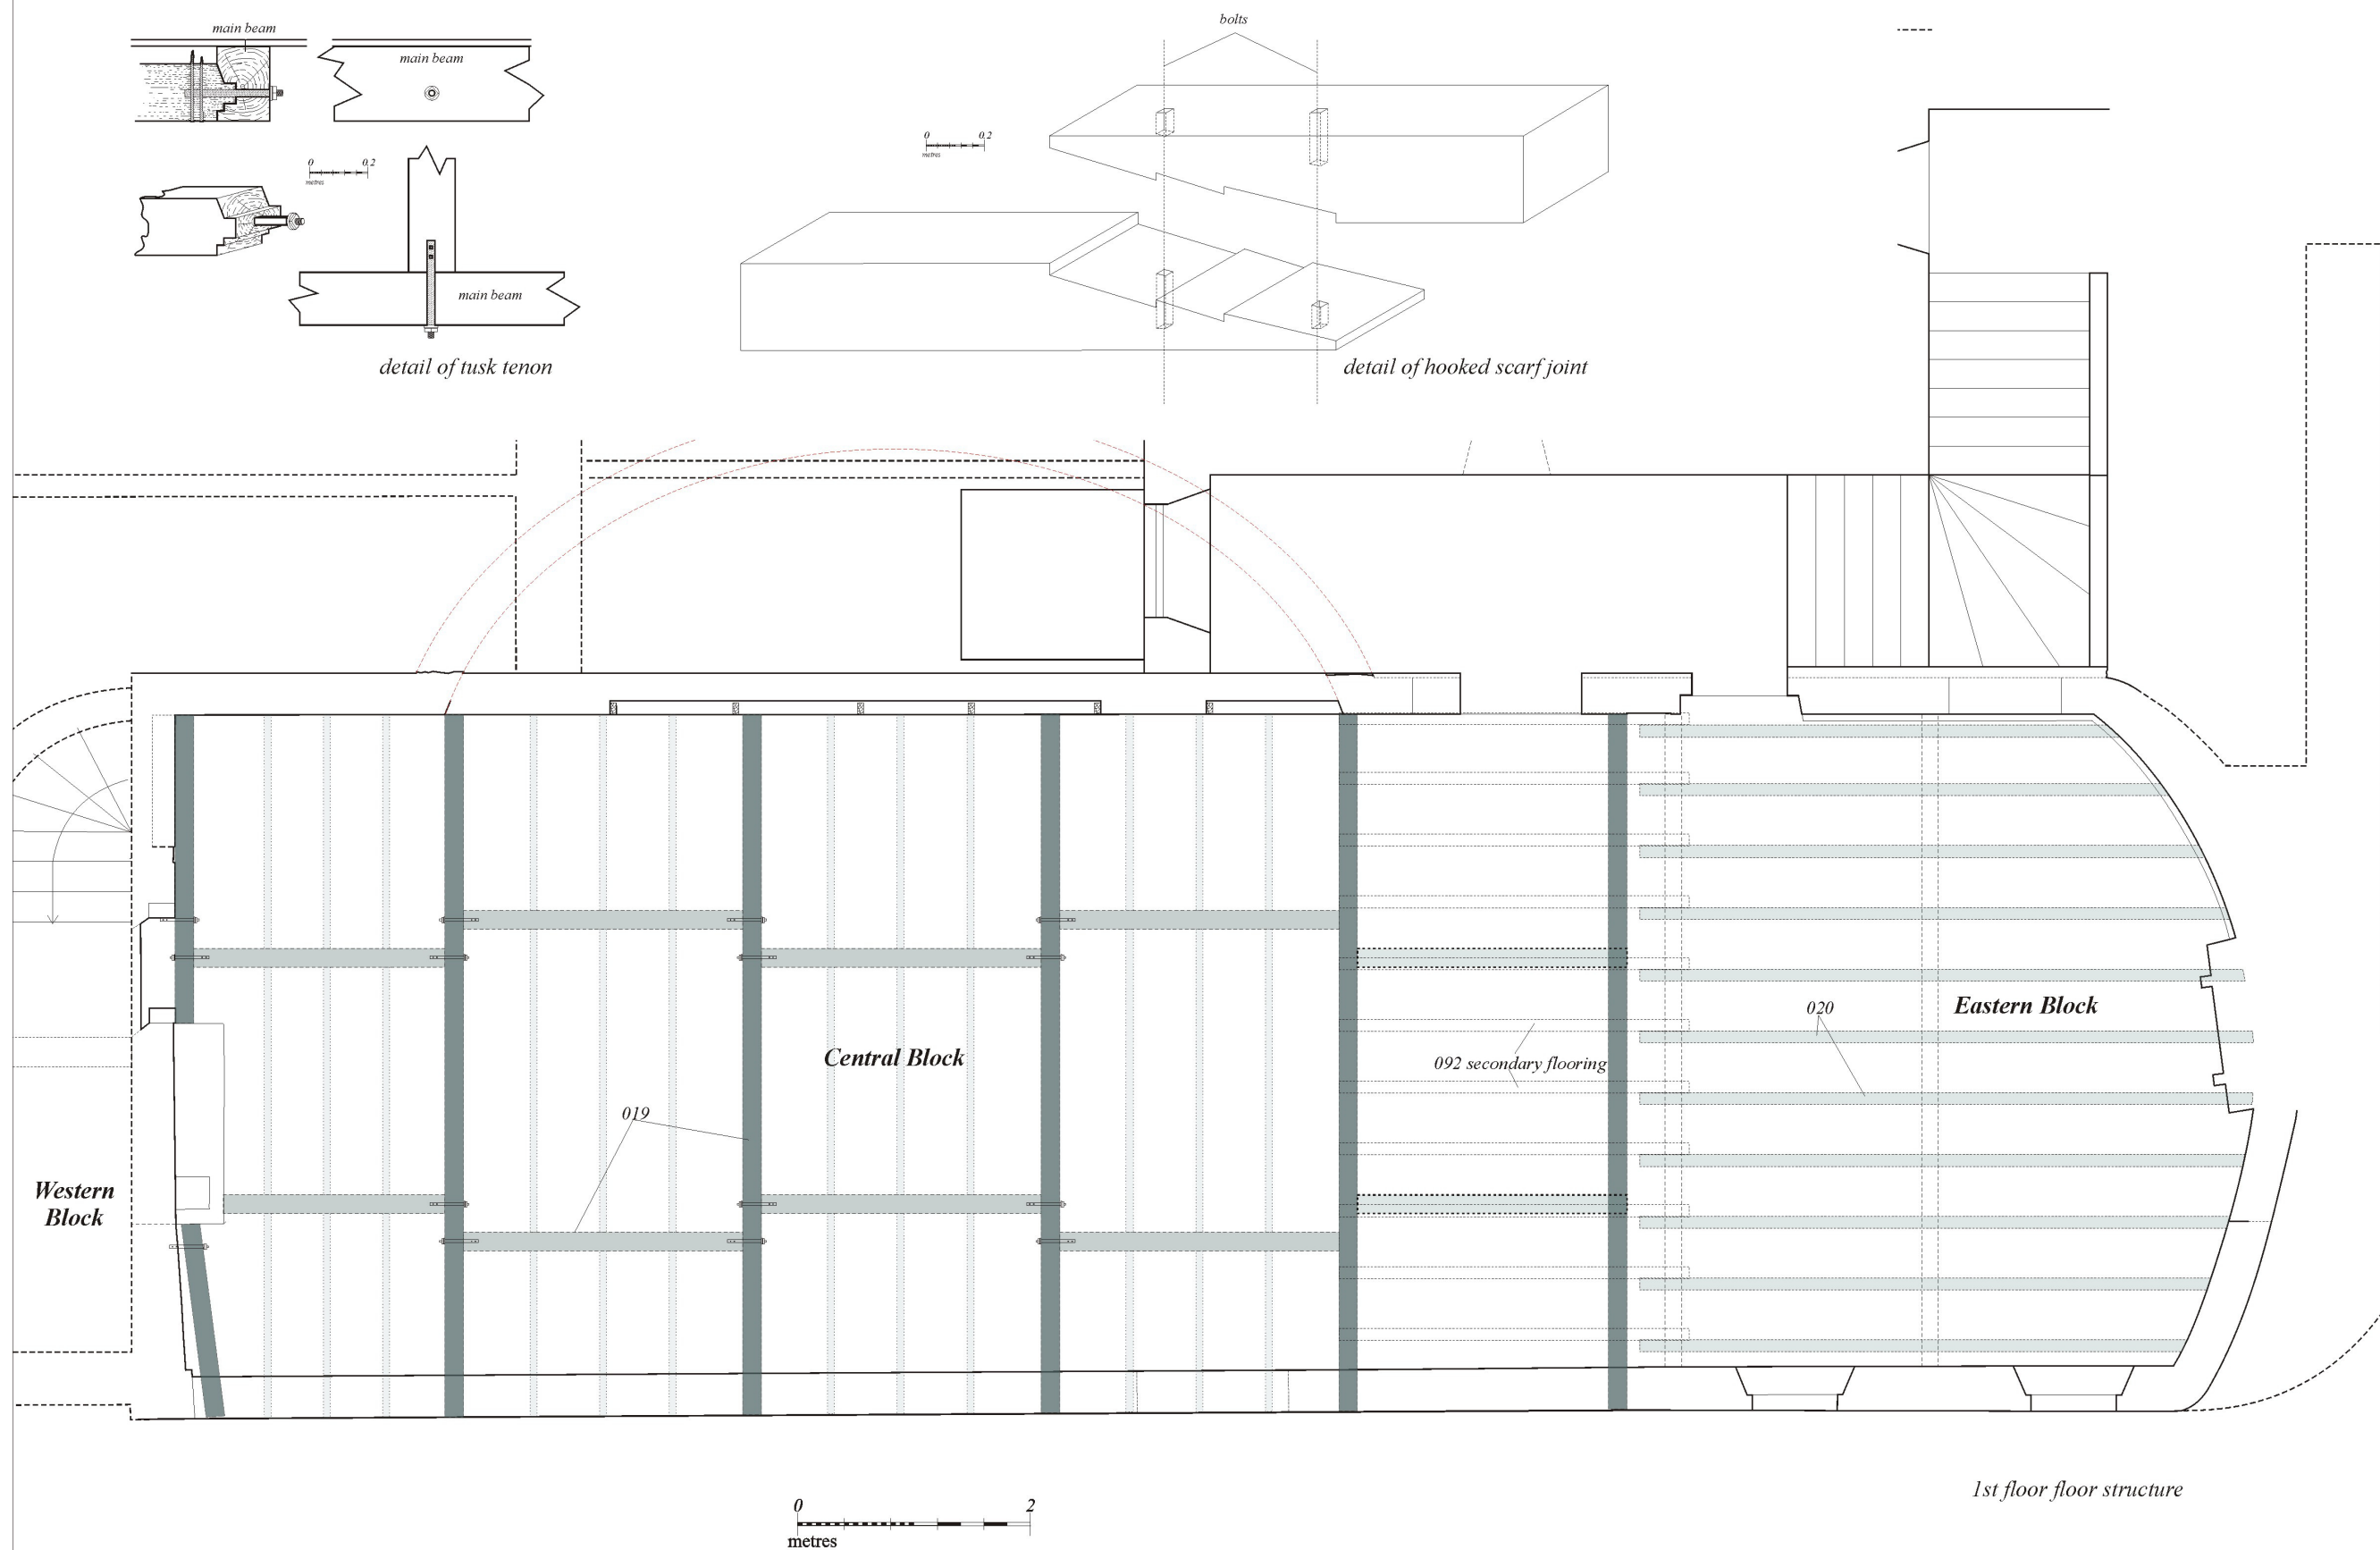 bolts
main beam
main beam
0 0.2
metres
0 0.2
metres
main beam
detail of tusk tenon
detail of hooked scarf joint
020
Eastern Block
Central Block
092 secondary flooring
019
Western
Block
1st floor floor structure
0 2
metres